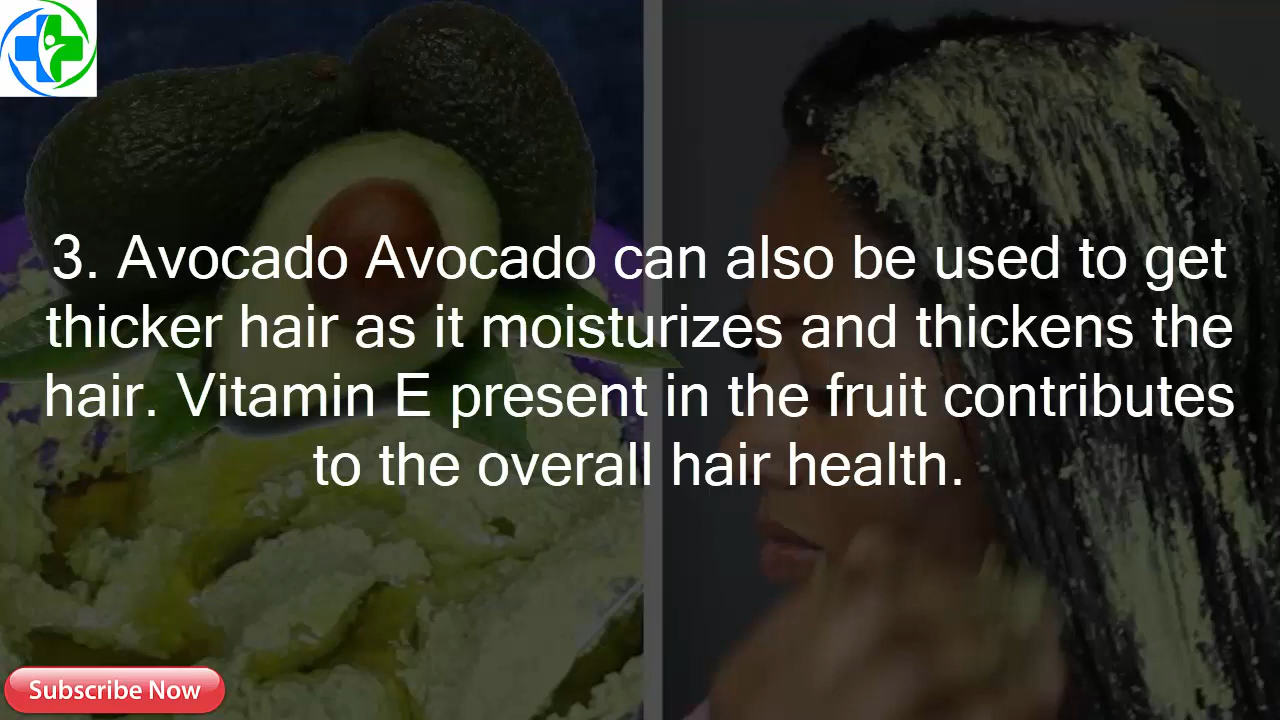 3. Avocado Avocado can also be used to get
thicker hair as it moisturizes and thickens the
hair. Vitamin E present in the fruit contributes
to the overall hair health.
Subscribe Now